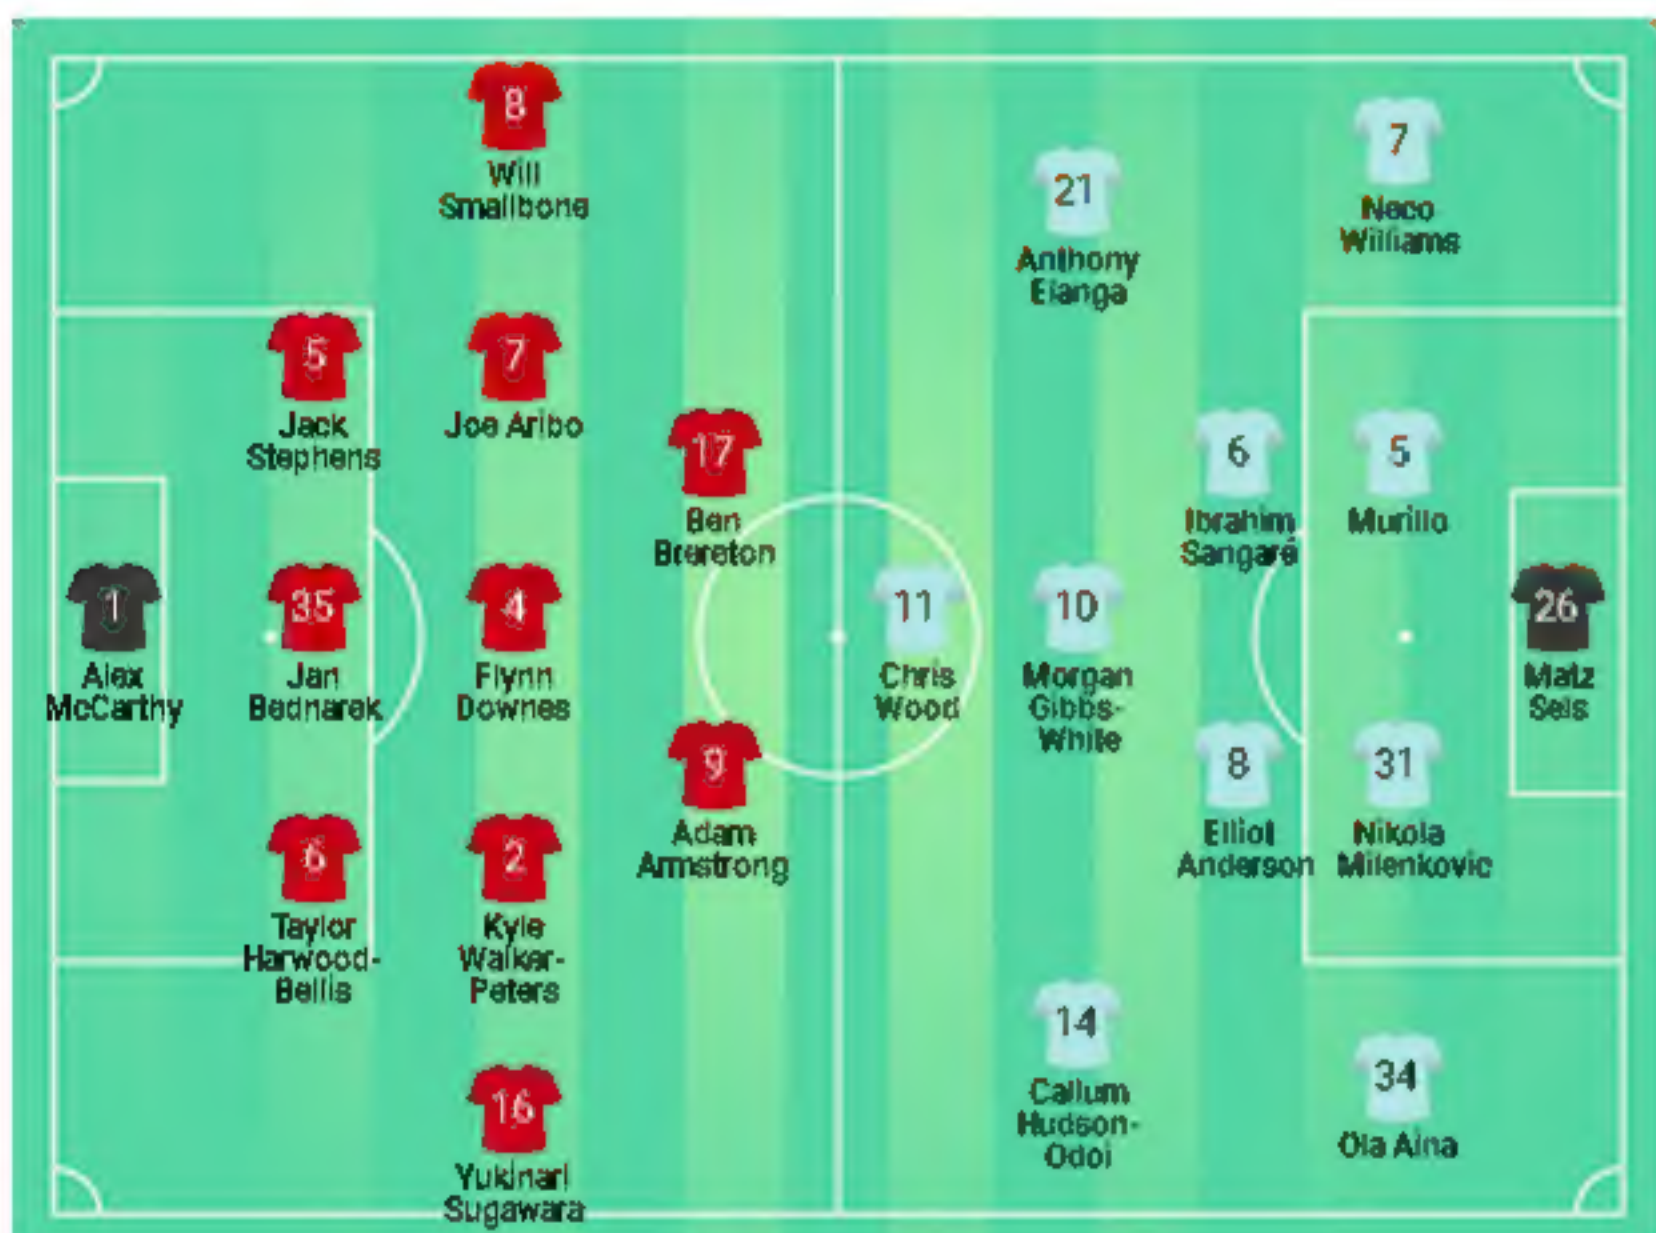 8
Will
Smallbone
7
Neco
Williams
21
Anthony
Elanga
5
Jack
Stephens
7
Joe Aribo
17
Ben
Brereton
6
Ibrahim
Sangaré
5
Murillo
1
Alex
McCarthy
35
Jan
Bednarek
4
Flynn
Downes
11
Chris
Wood
10
Morgan
Gibbs-
White
26
Matz
Sels
9
Adam
Armstrong
8
Elliot
Anderson
31
Nikola
Milenkovic
6
Taylor
Harwood-
Bellis
2
Kyle
Walker-
Peters
14
Callum
Hudson-
Odoi
34
Ola Aina
16
Yukinari
Sugawara